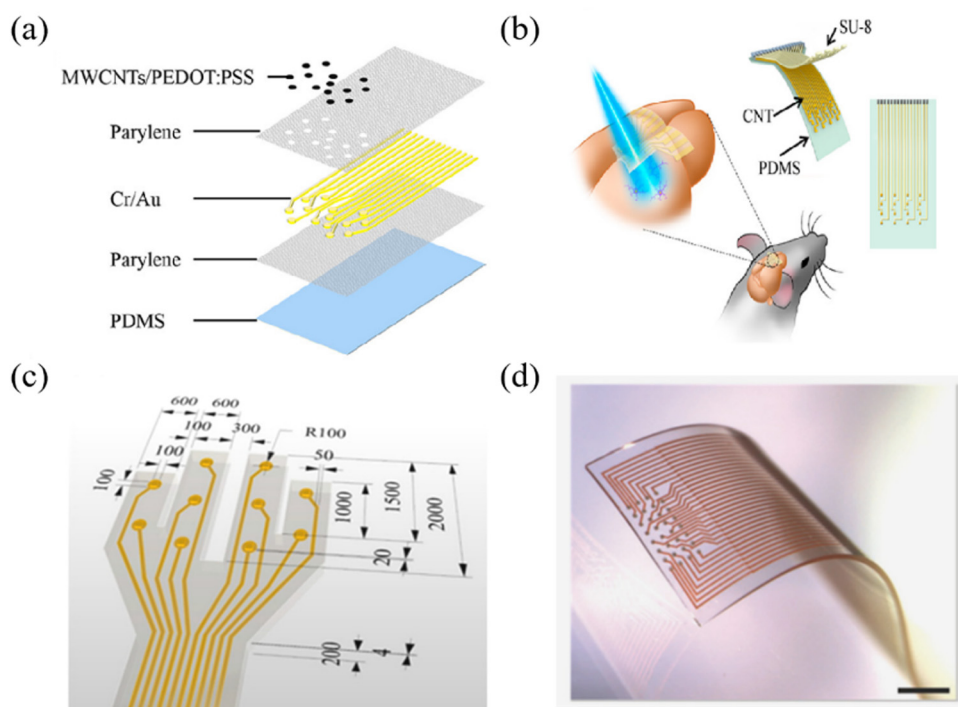 (a)
MWCNTs/PEDOT:PSS
Parylene
Cr/Au
Parylene
PDMS
(b)
SU-8
CNT
PDMS
(c)
600
600
100
300
R100
100
50
100
1000
1500
2000
20
200
4
(d)